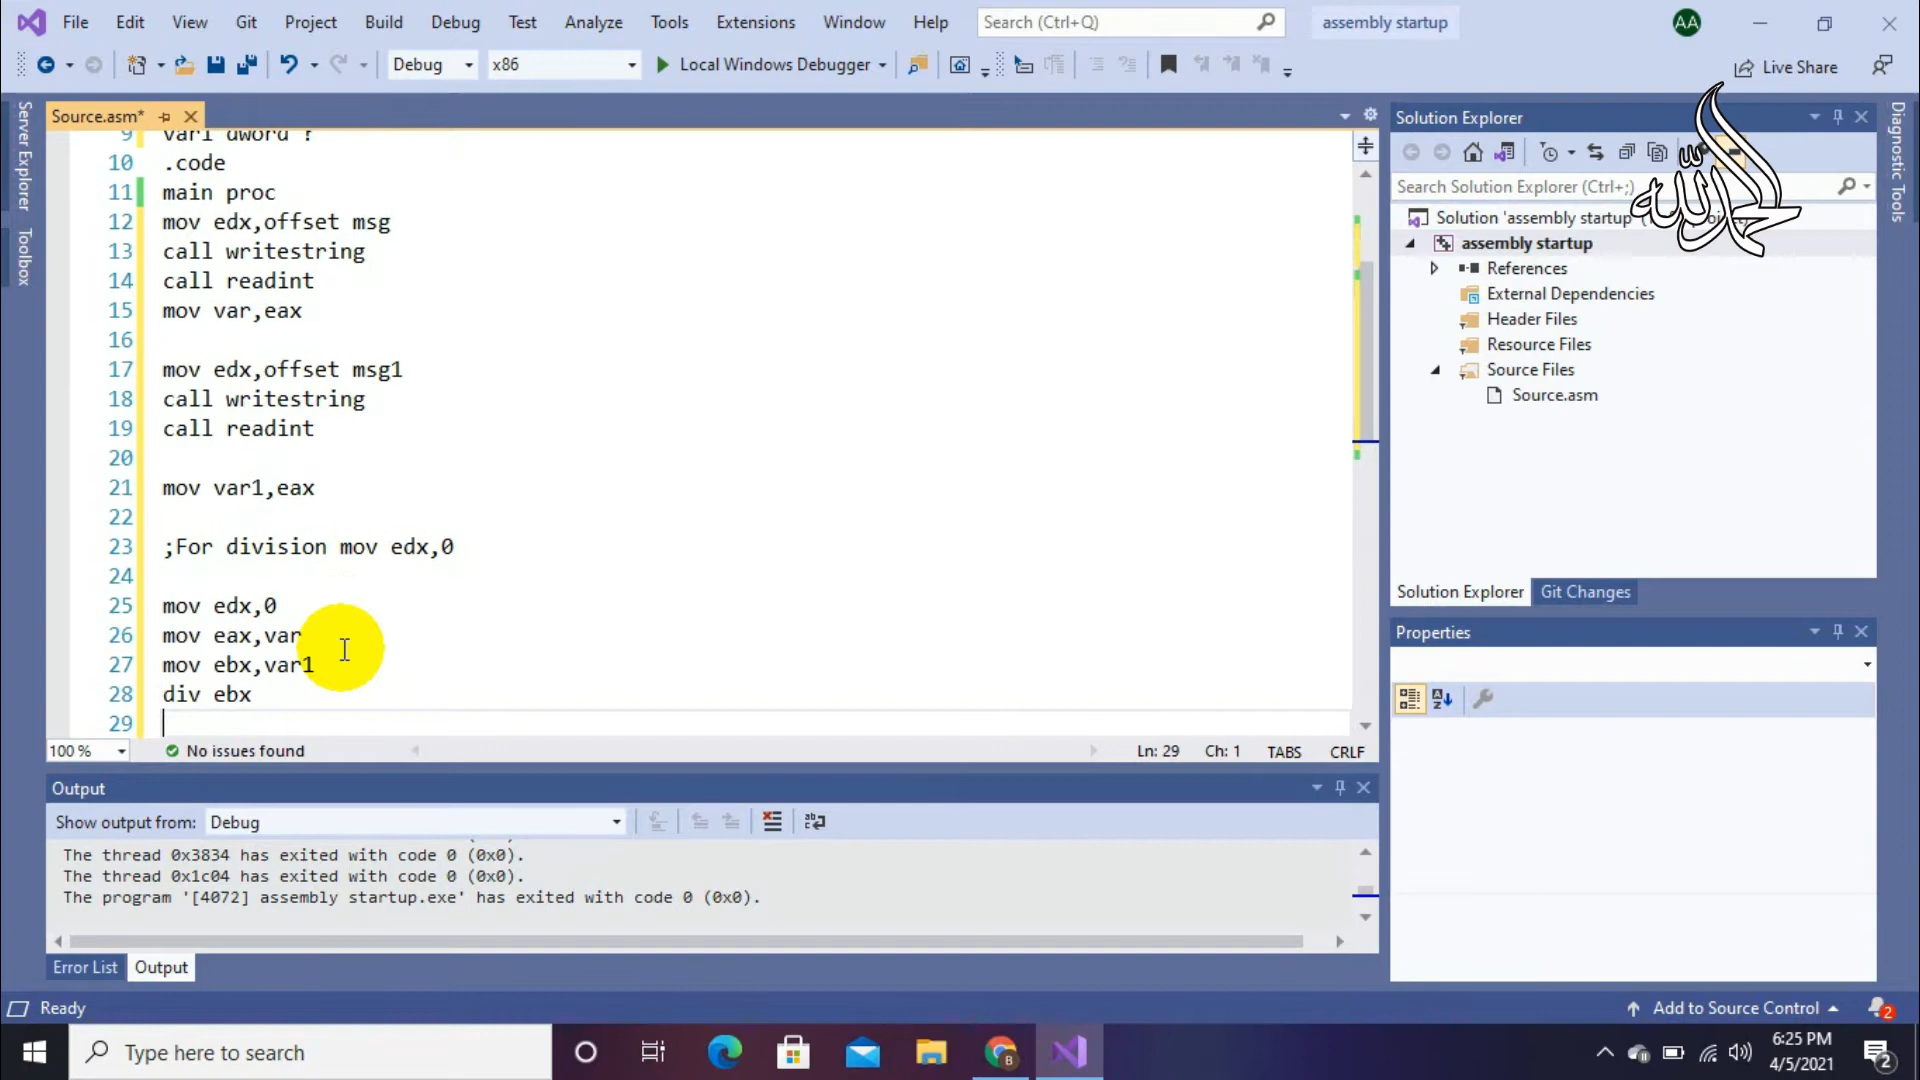 File Edit View Git Project Build Debug Test Analyze Tools Extensions Window Help Search (Ctrl+Q) assembly startup AA
Debug x86 Local Windows Debugger Live Share
Server Explorer
Toolbox
Source.asm*
9 var1 dword ?
10 .code
11 main proc
12 mov edx,offset msg
13 call writestring
14 call readint
15 mov var,eax
16
17 mov edx,offset msg1
18 call writestring
19 call readint
20
21 mov var1,eax
22
23 ;For division mov edx,0
24
25 mov edx,0
26 mov eax,var
27 mov ebx,var1
28 div ebx
29
100 % No issues found Ln: 29 Ch: 1 TABS CRLF
Output
Show output from: Debug
The thread 0x3834 has exited with code 0 (0x0).
The thread 0x1c04 has exited with code 0 (0x0).
The program '[4072] assembly startup.exe' has exited with code 0 (0x0).
Error List Output
Solution Explorer
Search Solution Explorer (Ctrl+;)
Solution 'assembly startup'
assembly startup
References
External Dependencies
Header Files
Resource Files
Source Files
Source.asm
Solution Explorer Git Changes
Properties
Diagnostic Tools
الحمد لله
Ready Add to Source Control 2
Type here to search
B
6:25 PM
4/5/2021
2